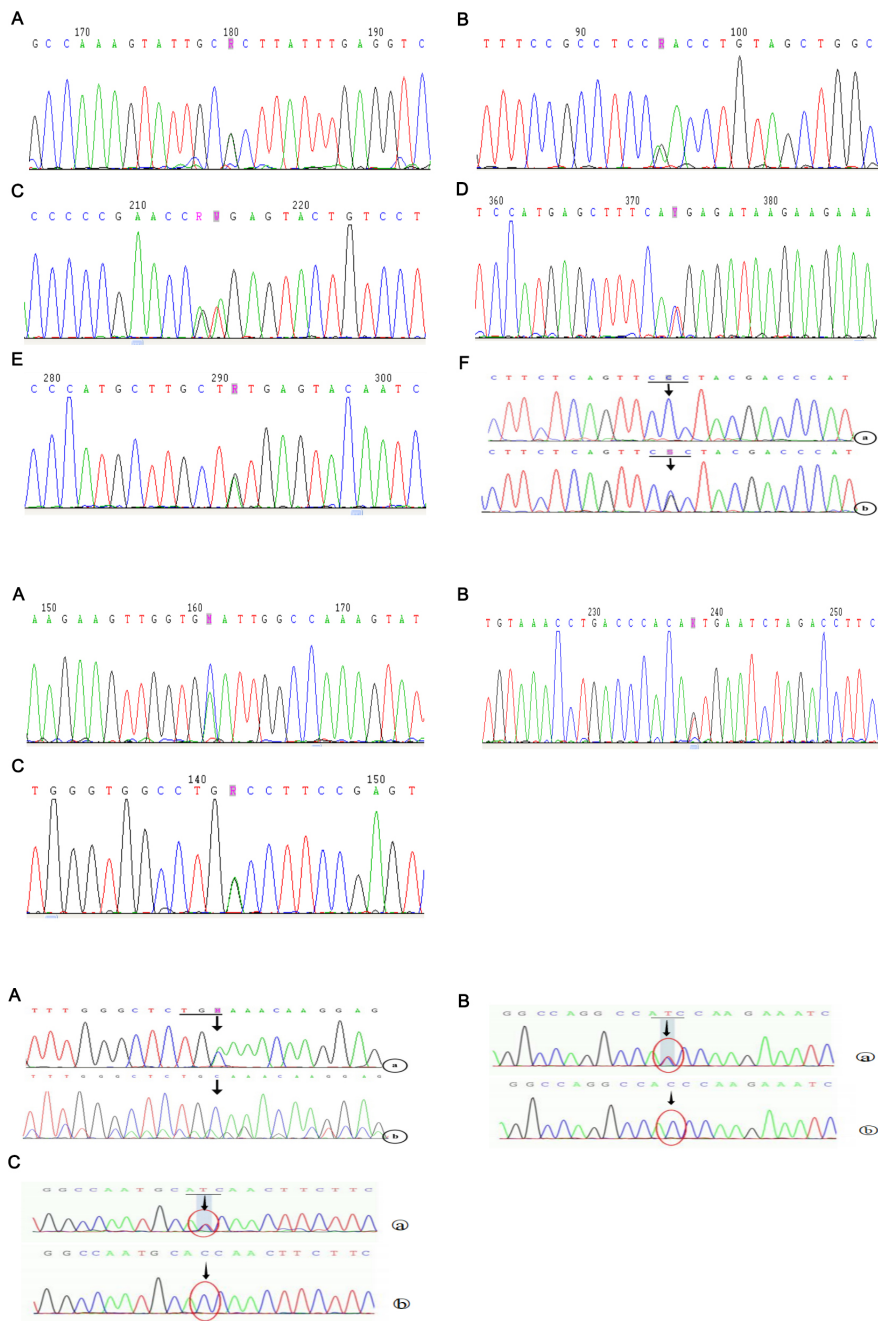 A
170 180 190
G C C A A A G T A T T G C R C T T A T T T G A G G T C
B
90 100
T T T C C G C C T C C R A C C T G T A G C T G G C
C
210 220
C C C C C G A A C C R W G A G T A C T G T C C T
D
360 370 380
T C C A T G A G C T T T C A Y G A G A T A A G A A G A A A
E
280 290 300
C C C A T G C T T G C T R T G A G T A C A A T C
F
C T T C T C A G T T C C C T A C G A C C C A T
a
C T T C T C A G T T C S C T A C G A C C C A T
b
A
150 160 170
A A G A A G T T G G T G M A T T G G C C A A A G T A T
B
230 240 250
T G T A A A C C T G A C C C A C A K T G A A T C T A G A C C T T C
C
140 150
T G G G T G G C C T G R C C T T C C G A G T
A
T T T G G G C T C T G M A A A C A A G G A G
a
T T T G G G C T C T G C A A A C A A G G A G
b
B
G G C C A G G C C A T C C A A G A A A T C
a
G G C C A G G C C A C C C A A G A A A T C
b
C
G G C C A A T G C A T C A A C T T C T T C
a
G G C C A A T G C A C C A A C T T C T T C
b